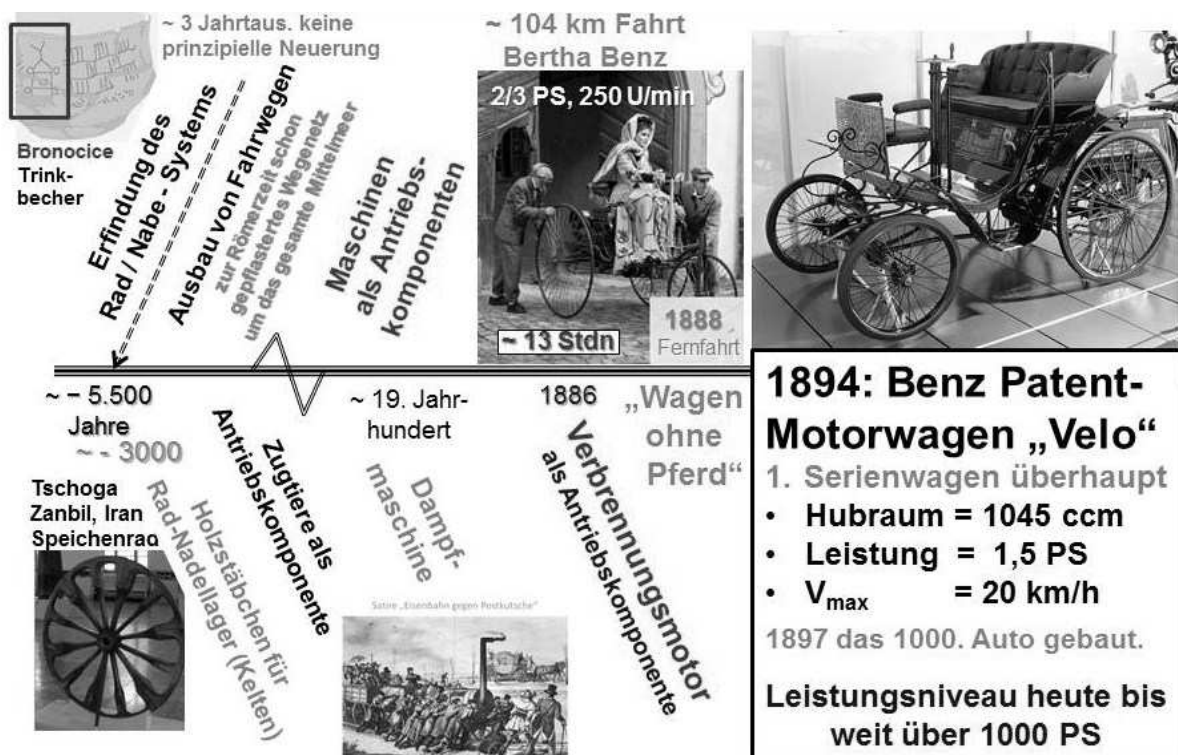 ~ 3 Jahrtaus. keine
prinzipielle Neuerung
Bronocice
Trink-
becher
Erfindung des
Rad / Nabe - Systems
Ausbau von Fahrwegen
zur Römerzeit schon
gepflastertes Wegenetz
um das gesamte Mittelmeer
Maschinen
als Antriebs-
komponenten
~ 104 km Fahrt
Bertha Benz
2/3 PS, 250 U/min
~ 13 Stdn
1888
Fernfahrt
~ – 5.500
Jahre
~ - 3000
Tschoga
Zanbil, Iran
Speichenrad
Holzstäbchen für
Rad-Nadellager (Kelten)
Zugtiere als
Antriebskomponente
~ 19. Jahr-
hundert
Dampf-
maschine
Satire „Eisenbahn gegen Postkutsche“
1886
„Wagen
ohne
Pferd“
Verbrennungsmotor
als Antriebskomponente
1894: Benz Patent-
Motorwagen „Velo“
1. Serienwagen überhaupt
• Hubraum = 1045 ccm
• Leistung = 1,5 PS
• Vmax = 20 km/h
1897 das 1000. Auto gebaut.
Leistungsniveau heute bis
weit über 1000 PS